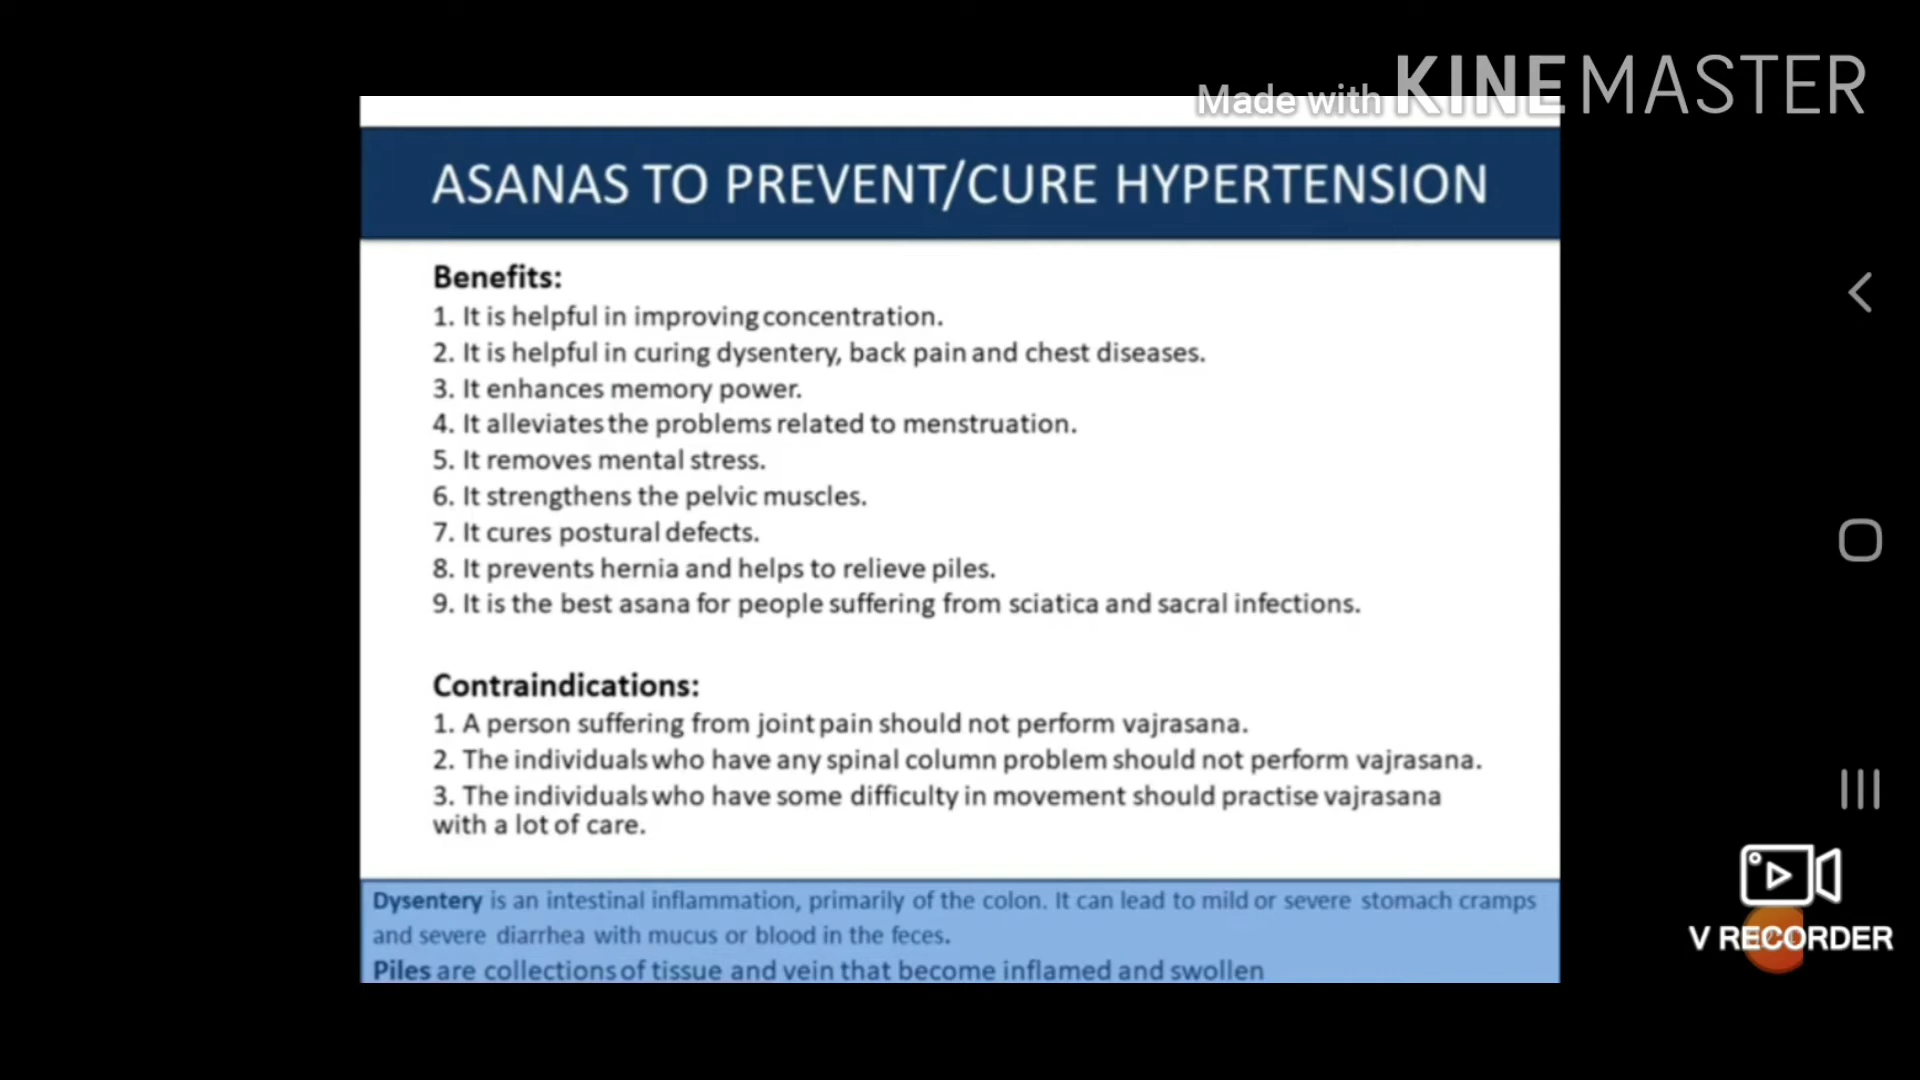 Made with KINEMASTER
ASANAS TO PREVENT/CURE HYPERTENSION
Benefits:
1. It is helpful in improving concentration.
2. It is helpful in curing dysentery, back pain and chest diseases.
3. It enhances memory power.
4. It alleviates the problems related to menstruation.
5. It removes mental stress.
6. It strengthens the pelvic muscles.
7. It cures postural defects.
8. It prevents hernia and helps to relieve piles.
9. It is the best asana for people suffering from sciatica and sacral infections.
Contraindications:
1. A person suffering from joint pain should not perform vajrasana.
2. The individuals who have any spinal column problem should not perform vajrasana.
3. The individuals who have some difficulty in movement should practise vajrasana
with a lot of care.
Dysentery is an intestinal inflammation, primarily of the colon. It can lead to mild or severe stomach cramps
and severe diarrhea with mucus or blood in the feces.
Piles are collections of tissue and vein that become inflamed and swollen
V RECORDER